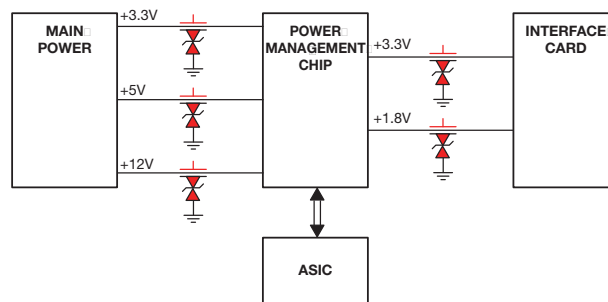 MAIN
POWER
+3.3V
+5V
+12V
POWER
MANAGEMENT
CHIP
+3.3V
+1.8V
INTERFACE
CARD
ASIC